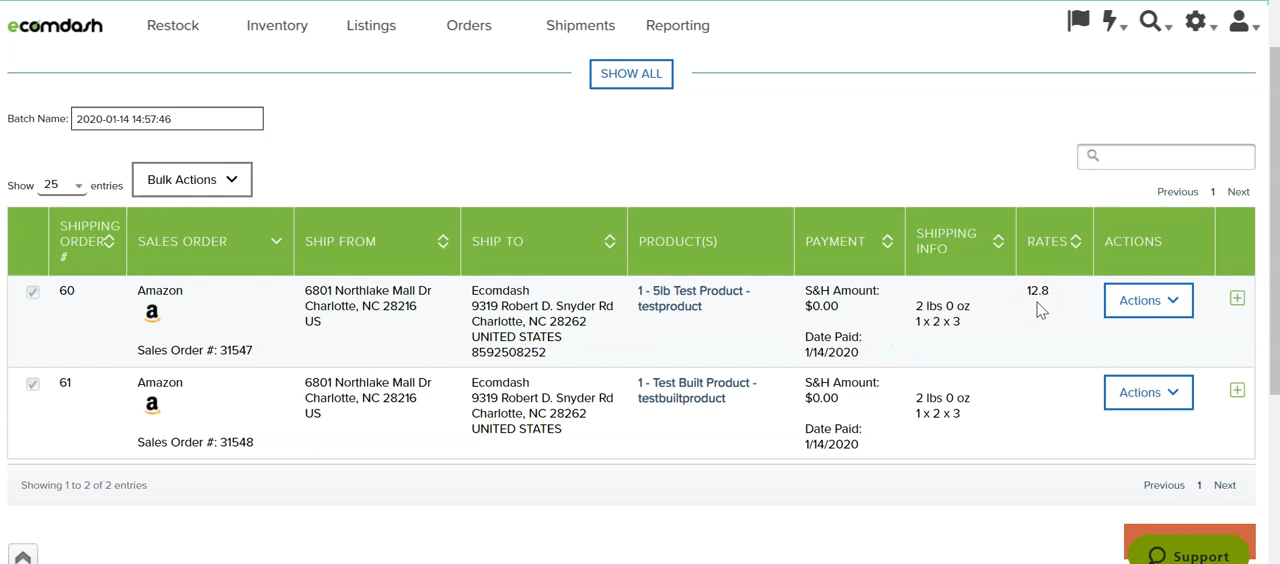 ecomdash
Restock
Inventory
Listings
Orders
Shipments
Reporting
SHOW ALL
Batch Name: 2020-01-14 14:57:46
Show 25 entries
Bulk Actions
Previous 1 Next
SHIPPING ORDER #
SALES ORDER
SHIP FROM
SHIP TO
PRODUCT(S)
PAYMENT
SHIPPING INFO
RATES
ACTIONS
60
Amazon
a
Sales Order #: 31547
6801 Northlake Mall Dr
Charlotte, NC 28216
US
Ecomdash
9319 Robert D. Snyder Rd
Charlotte, NC 28262
UNITED STATES
8592508252
1 - 5lb Test Product -
testproduct
S&H Amount:
$0.00
Date Paid:
1/14/2020
2 lbs 0 oz
1 x 2 x 3
12.8
Actions
61
Amazon
a
Sales Order #: 31548
6801 Northlake Mall Dr
Charlotte, NC 28216
US
Ecomdash
9319 Robert D. Snyder Rd
Charlotte, NC 28262
UNITED STATES
1 - Test Built Product -
testbuiltproduct
S&H Amount:
$0.00
Date Paid:
1/14/2020
2 lbs 0 oz
1 x 2 x 3
Actions
Showing 1 to 2 of 2 entries
Previous 1 Next
Support